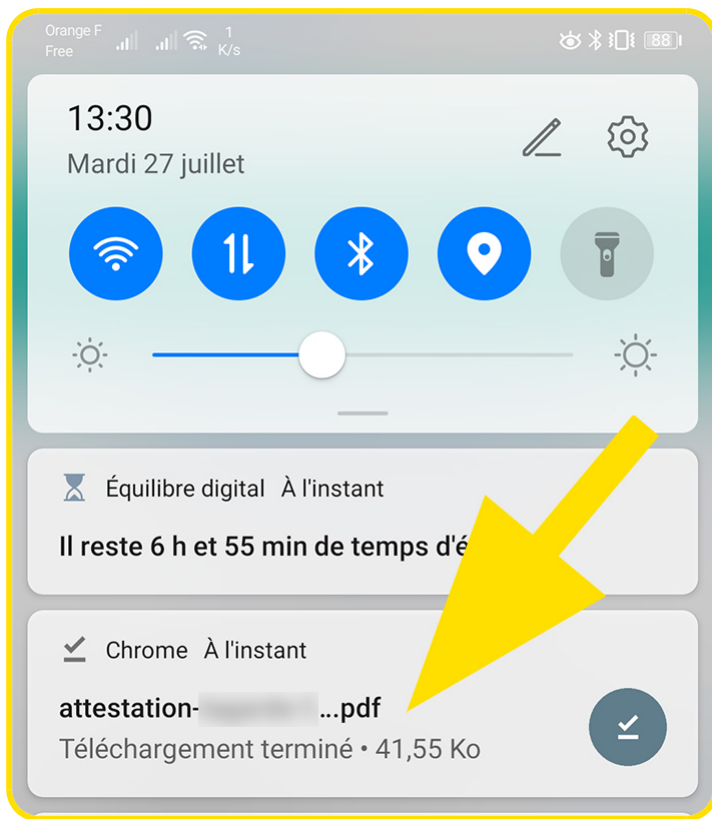 Orange F
Free
1
K/s
88
13:30
Mardi 27 juillet
Équilibre digital À l'instant
Il reste 6 h et 55 min de temps d'é
Chrome À l'instant
attestation- ...pdf
Téléchargement terminé • 41,55 Ko